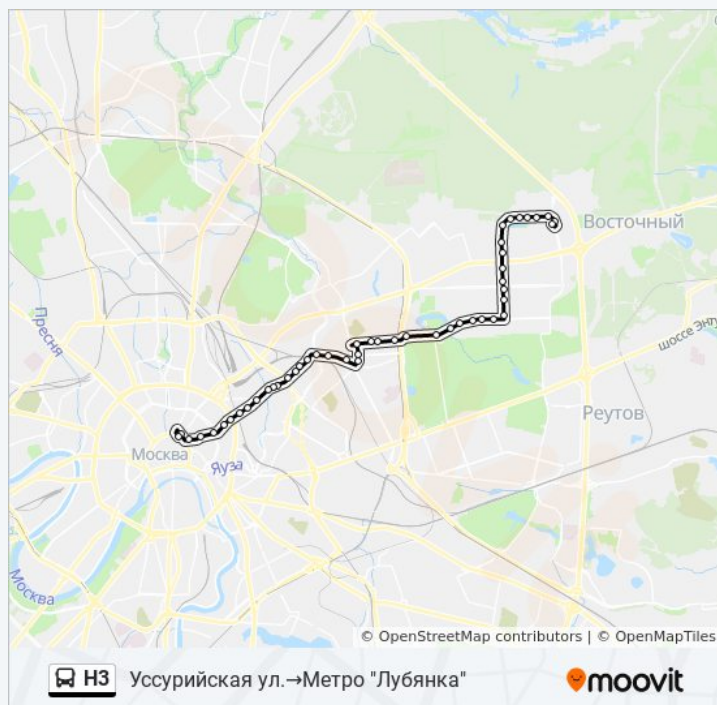 Восточный
Пресня
шоссе Энту
Реутов
Москва
Яуза
Москва
© OpenStreetMap contributors | © OpenMapTiles
Н3 Уссурийская ул.→Метро "Лубянка" moovit